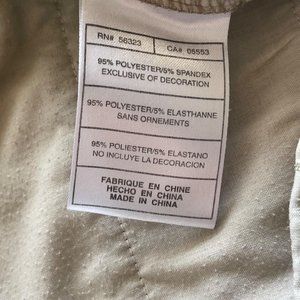 RN# 56323 CA# 05553
95% POLYESTER/5% SPANDEX
EXCLUSIVE OF DECORATION
95% POLYESTER/5% ELASTHANNE
SANS ORNEMENTS
95% POLIESTER/5% ELASTANO
NO INCLUYE LA DECORACION
FABRIQUE EN CHINE
HECHO EN CHINA
MADE IN CHINA